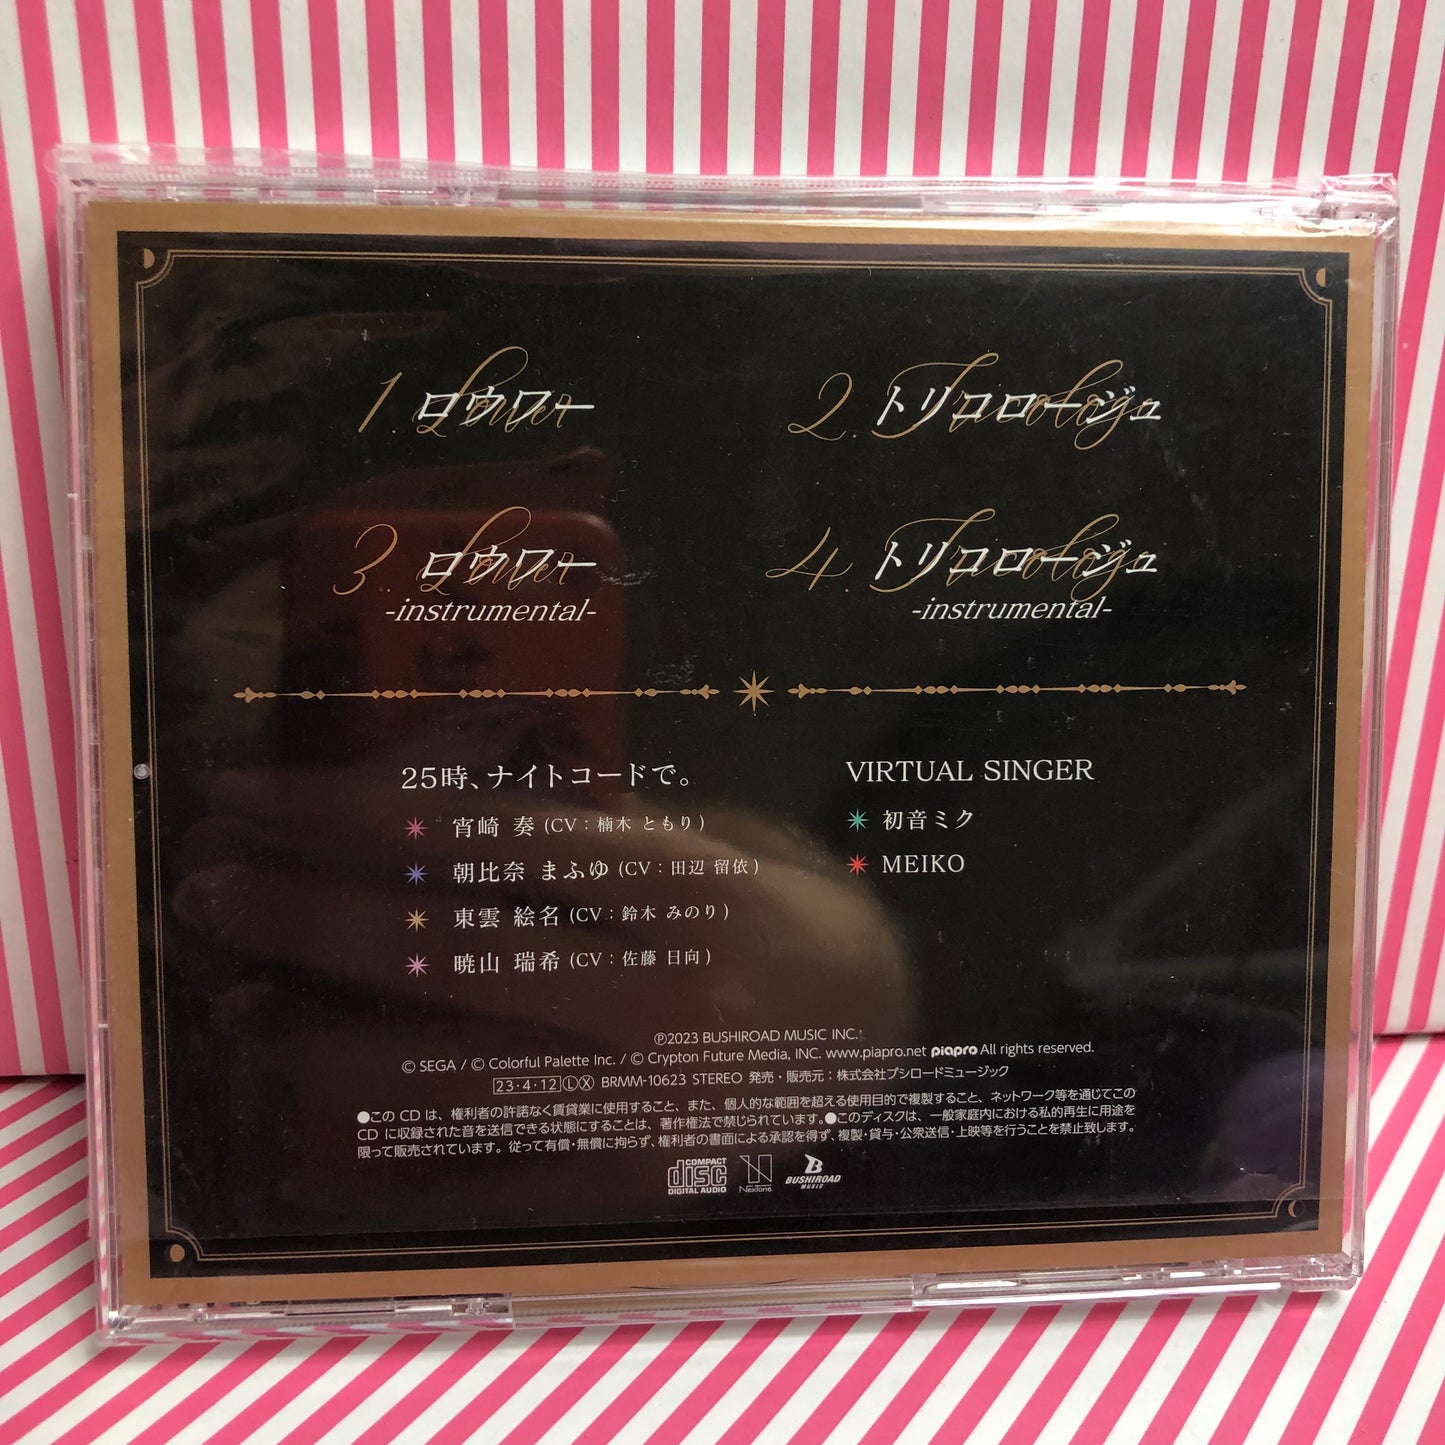 1. ロウワー Lower
2. トリコロージュ Tricologe
3. ロウワー Lower
-instrumental-
4. トリコロージュ Tricologe
-instrumental-
25時、ナイトコードで。
宵崎 奏 (CV：楠木 ともり)
朝比奈 まふゆ (CV：田辺 留依)
東雲 絵名 (CV：鈴木 みのり)
暁山 瑞希 (CV：佐藤 日向)
VIRTUAL SINGER
初音ミク
MEIKO
Ⓟ2023 BUSHIROAD MUSIC INC.
© SEGA / © Colorful Palette Inc. / © Crypton Future Media, INC. www.piapro.net piapro All rights reserved.
23・4・12 Ⓛ Ⓧ BRMM-10623 STEREO 発売・販売元：株式会社ブシロードミュージック
●このCDは、権利者の許諾なく賃貸業に使用すること、また、個人的な範囲を超える使用目的で複製すること、ネットワーク等を通じてこの
CDに収録された音を送信できる状態にすることは、著作権法で禁じられています。●このディスクは、一般家庭内における私的再生に用途を
限って販売されています。従って有償・無償に拘らず、権利者の書面による承認を得ず、複製・貸与・公衆送信・上映等を行うことを禁止致します。
COMPACT disc DIGITAL AUDIO
NexTone
BUSHIROAD MUSIC